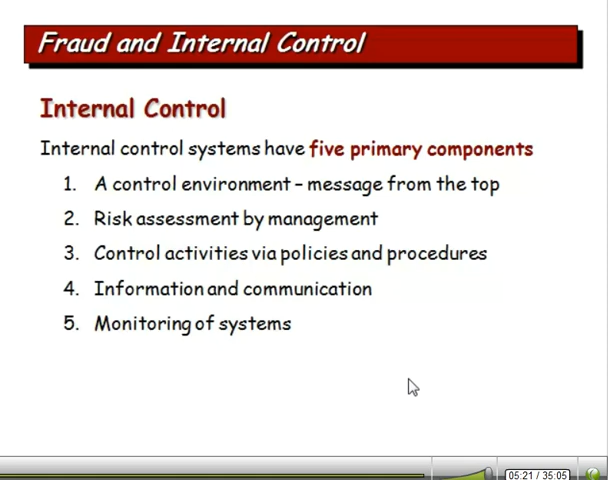 Fraud and Internal Control
Internal Control
Internal control systems have five primary components
1. A control environment – message from the top
2. Risk assessment by management
3. Control activities via policies and procedures
4. Information and communication
5. Monitoring of systems
05:21 / 35:05